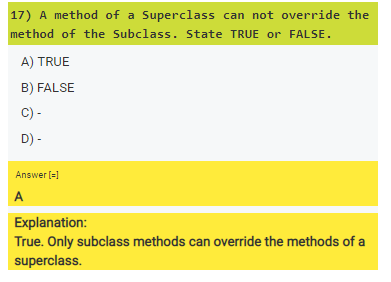 17) A method of a Superclass can not override the
method of the Subclass. State TRUE or FALSE.
A) TRUE
B) FALSE
C) -
D) -
Answer [=]
A
Explanation:
True. Only subclass methods can override the methods of a
superclass.